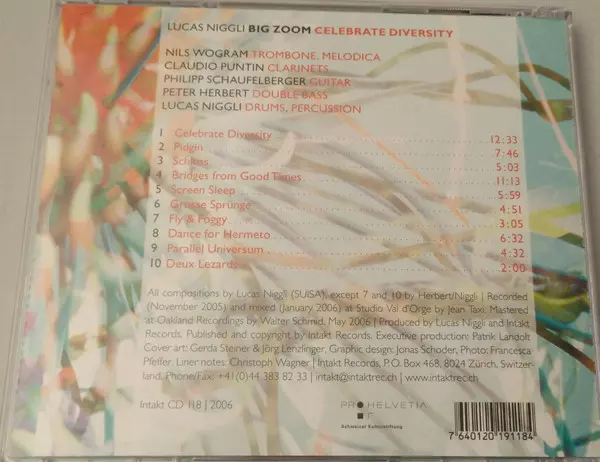 LUCAS NIGGLI BIG ZOOM CELEBRATE DIVERSITY
NILS WOGRAM TROMBONE, MELODICA
CLAUDIO PUNTIN CLARINETS
PHILIPP SCHAUFELBERGER GUITAR
PETER HERBERT DOUBLE BASS
LUCAS NIGGLI DRUMS, PERCUSSION
1 Celebrate Diversity 12:33
2 Pidgin 7:46
3 Schluss 5:03
4 Bridges from Good Times 11:13
5 Screen Sleep 5:59
6 Grosse Sprünge 4:51
7 Fly & Foggy 3:05
8 Dance for Hermeto 6:32
9 Parallel Universum 4:32
10 Deux Lezards 2:00
All compositions by Lucas Niggli (SUISA), except 7 and 10 by Herbert/Niggli | Recorded
(November 2005) and mixed (January 2006) at Studio Val d'Orge by Jean Taxi. Mastered
at Oakland Recordings by Walter Schmid, May 2006 | Produced by Lucas Niggli and Intakt
Records. Published and copyright by Intakt Records. Executive production: Patrik Landolt
Cover art: Gerda Steiner & Jörg Lenzlinger, Graphic design: Jonas Schoder, Photo: Francesca
Pfeffer. Liner notes: Christoph Wagner | Intakt Records, P.O. Box 468, 8024 Zürich, Switzer-
land. Phone/Fax: +41(0)44 383 82 33 | intakt@intaktrec.ch | www.intaktrec.ch
Intakt CD 118 | 2006
PRO HELVETIA
Schweizer Kulturstiftung
7 640120 191184